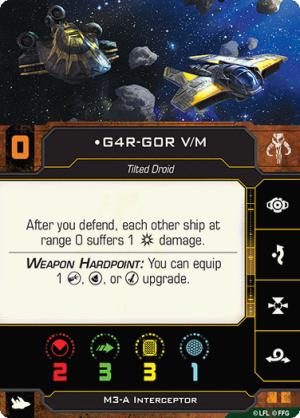 0
•G4R-G0R V/M
Tilted Droid
After you defend, each other ship at
range 0 suffers 1 damage.
WEAPON HARDPOINT: You can equip
1 , , or upgrade.
2 3 3 1
M3-A INTERCEPTOR
©LFL ©FFG